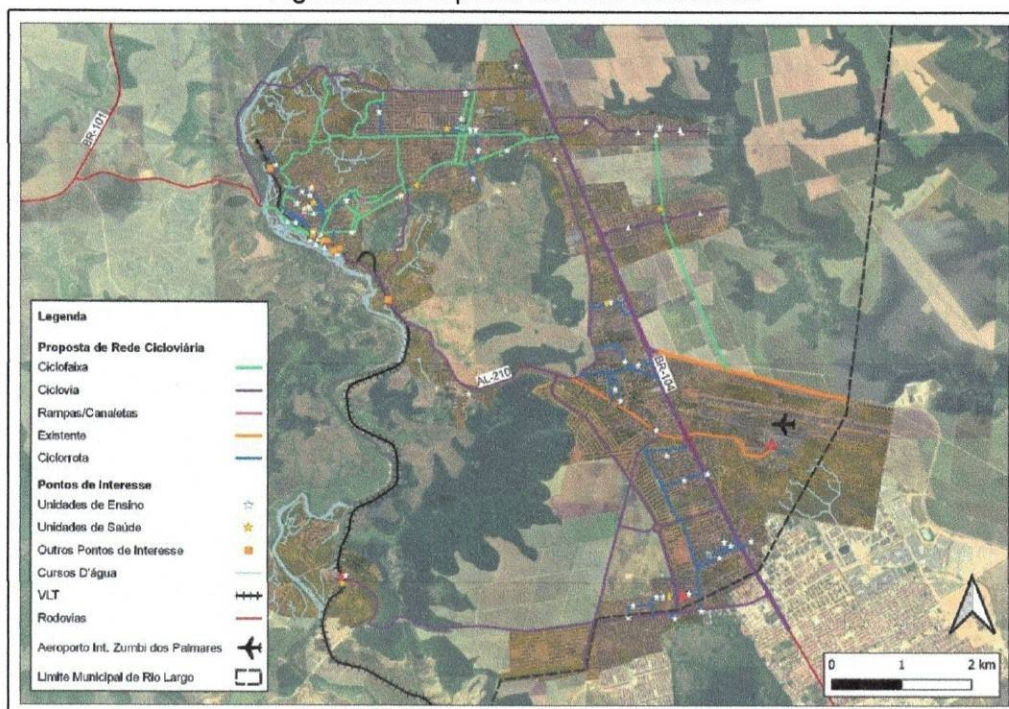 BR-101
AL-210
BR-104
Legenda
Proposta de Rede Cicloviária
Ciclofaixa
Ciclovia
Rampas/Canaletas
Existente
Ciclorrota
Pontos de Interesse
Unidades de Ensino
Unidades de Saúde
Outros Pontos de Interesse
Cursos D'água
VLT
Rodovias
Aeroporto Int. Zumbi dos Palmares
Limite Municipal de Rio Largo
0 1 2 km